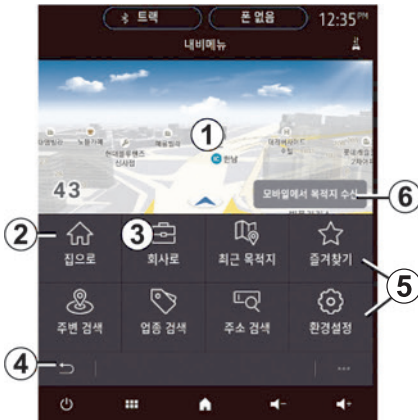 트랙 폰 없음 12:35 PM
내비메뉴
1
한남
43
모바일에서 목적지 수신
6
2 3
집으로 회사로 최근 목적지 즐겨찾기
5
주변 검색 업종 검색 주소 검색 환경설정
4